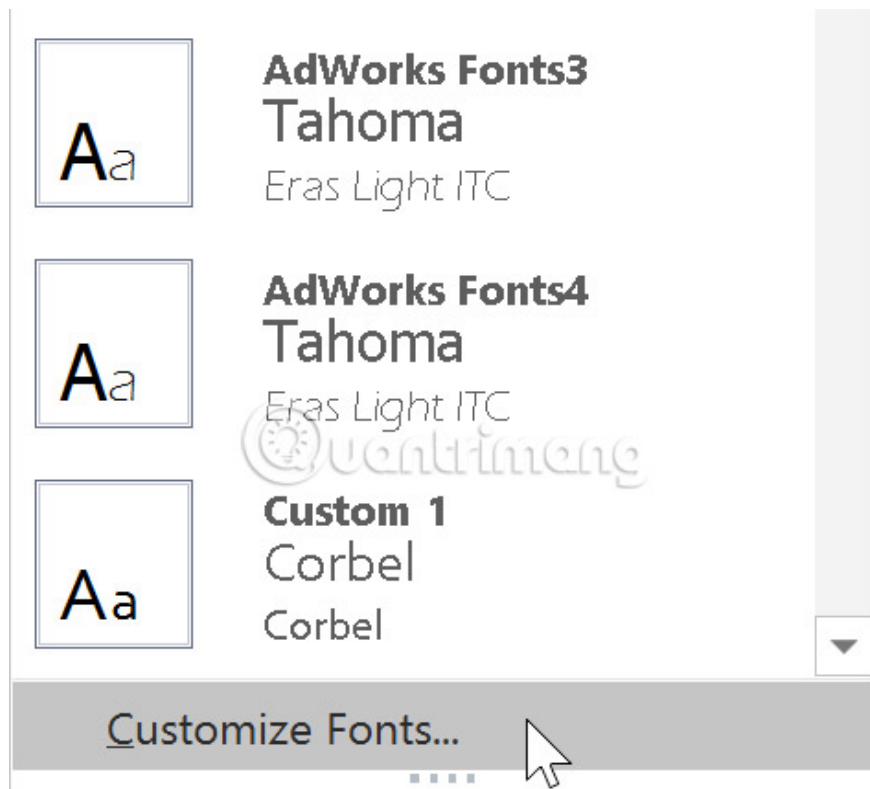 Aa
AdWorks Fonts3
Tahoma
Eras Light ITC
Aa
AdWorks Fonts4
Tahoma
Eras Light ITC
Quantrimang
Aa
Custom 1
Corbel
Corbel
Customize Fonts...